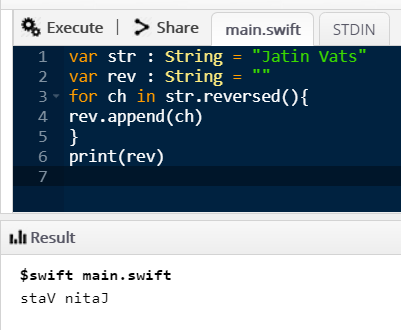 Execute | Share main.swift STDIN
1 var str : String = "Jatin Vats"
2 var rev : String = ""
3 for ch in str.reversed(){
4 rev.append(ch)
5 }
6 print(rev)
7
Result
$swift main.swift
staV nitaJ